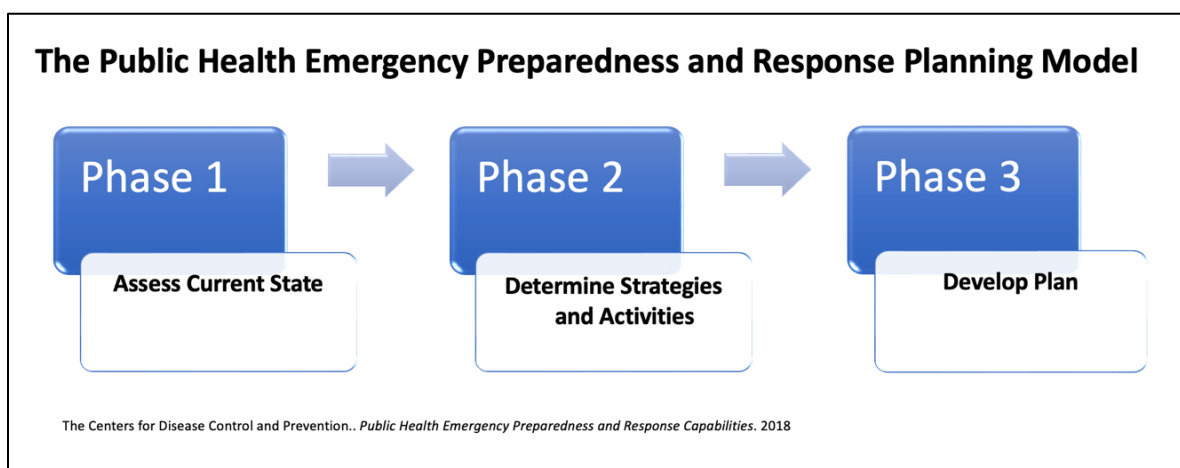 The Public Health Emergency Preparedness and Response Planning Model
Phase 1
Assess Current State
Phase 2
Determine Strategies
and Activities
Phase 3
Develop Plan
The Centers for Disease Control and Prevention.. Public Health Emergency Preparedness and Response Capabilities. 2018